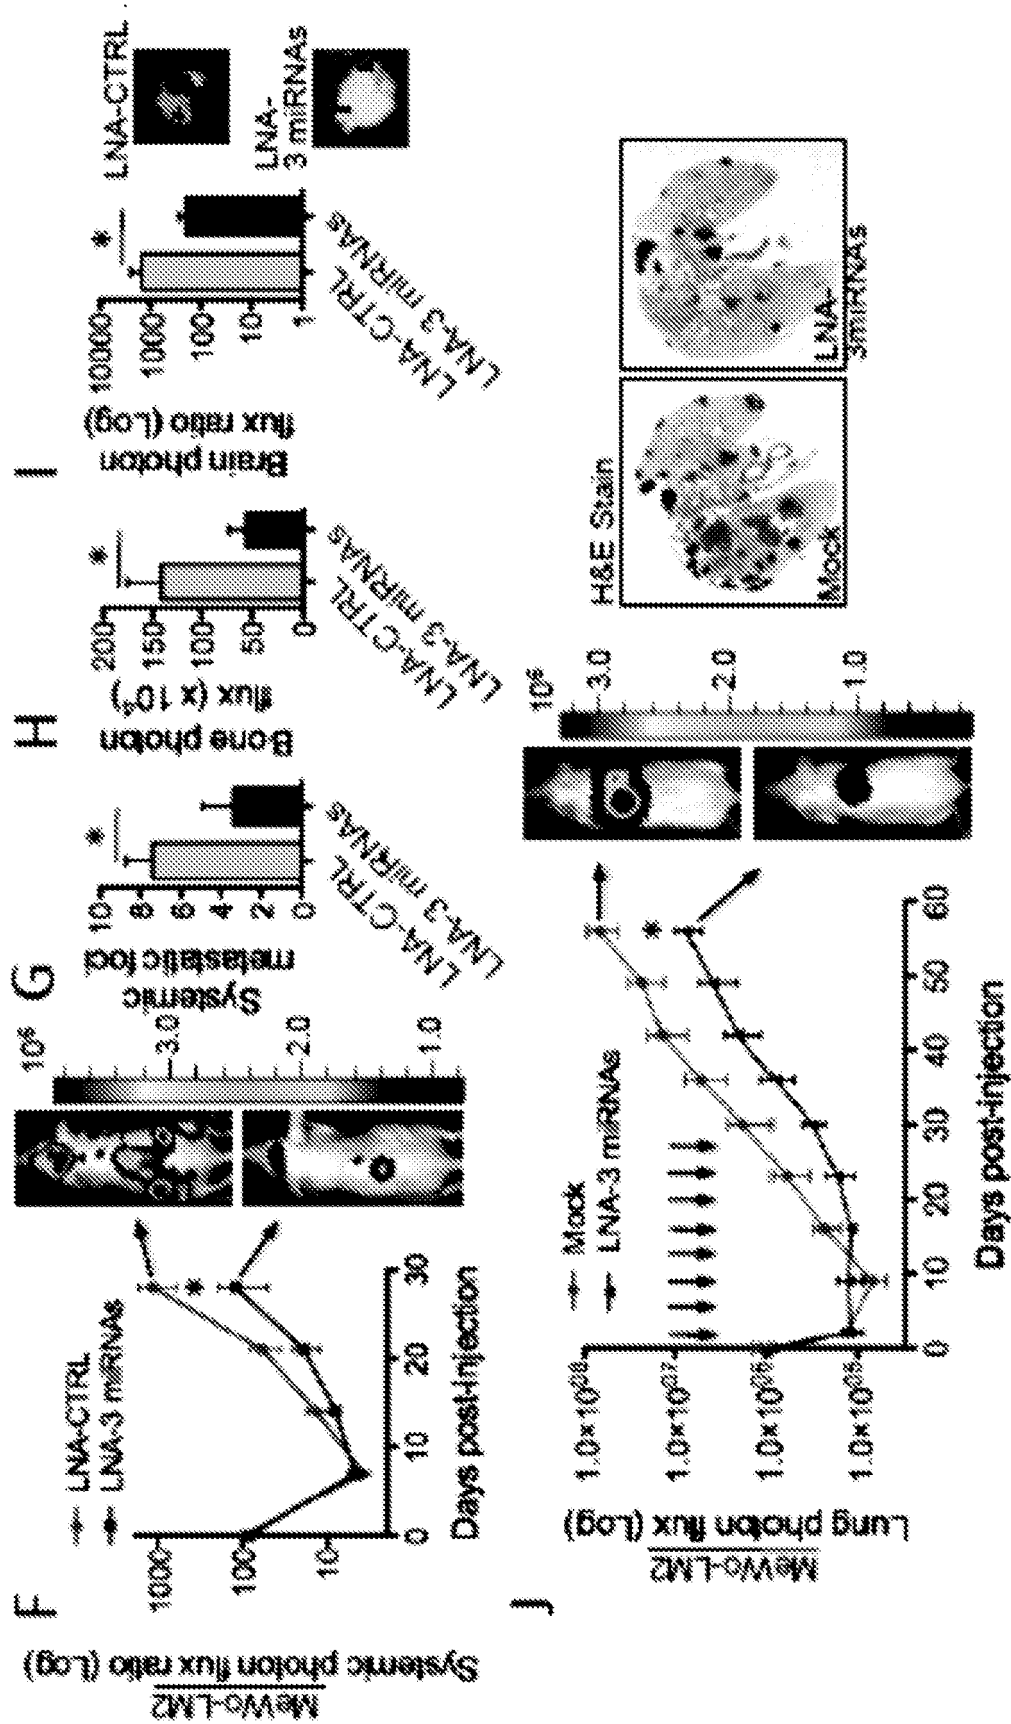 F
MeWo-LM2
Systemic photon flux ratio (Log)
1000
100
10
0
10
20
30
Days post-injection
LNA-CTRL
LNA-3 miRNAs
3.0
2.0
1.0
G
Systemic
metastatic foci
10
8
6
4
2
0
LNA-CTRL
LNA-3 miRNAs
H
Bone photon
flux (x 10⁴)
200
150
100
50
0
LNA-CTRL
LNA-3 miRNAs
I
Brain photon
flux ratio (Log)
10000
1000
100
10
1
LNA-CTRL
LNA-3 miRNAs
*
LNA-CTRL
LNA-
3 miRNAs
J
MeWo-LM2
Lung photon flux (Log)
0
10
20
30
40
50
60
Days post-injection
Mock
LNA-3 miRNAs
3.0
2.0
1.0
H&E Stain
Mock
LNA-
3miRNAs